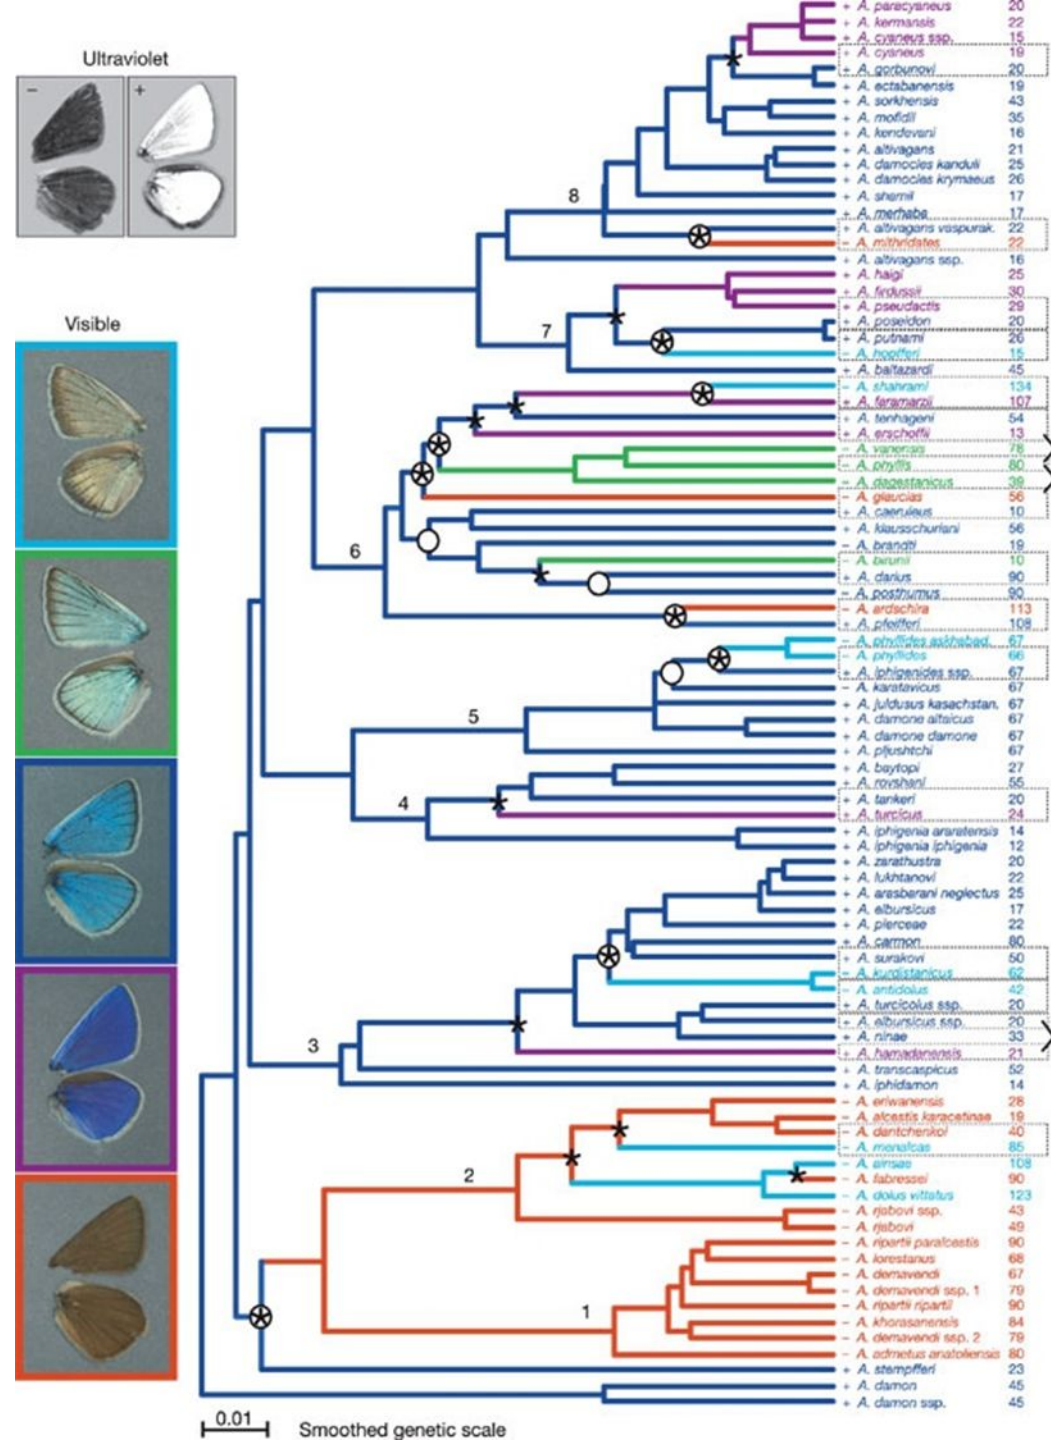 Ultraviolet
− +
Visible
+ A. paracyaneus 20
+ A. kermansis 22
+ A. cyaneus ssp. 15
+ A. cyaneus 19
+ A. gorbunovi 20
+ A. ectabanensis 19
+ A. sorkhensis 43
+ A. mofidii 35
+ A. kendevani 16
+ A. altivagans 21
+ A. damocles kanduli 25
+ A. damocles krymaeus 26
+ A. shamil 17
8
+ A. merhaba 17
+ A. altivagans vaspurak. 22
− A. mithridates 22
+ A. altivagans ssp. 16
+ A. haigi 25
+ A. firdussii 30
+ A. pseudactis 29
+ A. poseidon 20
7
+ A. putnami 26
− A. hopfferi 15
+ A. baltazardi 45
− A. shahrami 134
+ A. faramarzii 107
+ A. tenhageni 54
+ A. erschoffii 13
− A. vanensis 78
− A. phyllis 80
− A. dagestanicus 39
− A. glaucias 56
+ A. caeruleus 10
+ A. klausschuriani 56
6
− A. brandti 19
− A. birunii 10
+ A. darius 90
− A. posthumus 90
− A. ardschira 113
+ A. pfeifferi 108
− A. phyllides askhabad. 67
− A. phyllides 66
+ A. iphigenides ssp. 67
− A. karatavicus 67
+ A. juldusus kasachstan. 67
5
+ A. damone altaicus 67
+ A. damone damone 67
+ A. pljushtchi 67
+ A. baytopi 27
+ A. rovshani 55
+ A. tankeri 20
4
+ A. turcicus 24
+ A. iphigenia araratensis 14
+ A. iphigenia iphigenia 12
+ A. zarathustra 20
+ A. lukhtanovi 22
+ A. arasbarani neglectus 25
+ A. elbursicus 17
+ A. pierceae 22
+ A. carmon 80
+ A. surakovi 50
− A. kurdistanicus 62
− A. antidolus 42
+ A. turcicolus ssp. 20
+ A. elbursicus ssp. 20
+ A. ninae 33
3
+ A. hamadanensis 21
+ A. transcaspicus 52
+ A. iphidamon 14
− A. eriwanensis 28
− A. alcestis karacetinae 19
− A. dantchenkoi 40
− A. menalcas 85
− A. ainsae 108
2
− A. fabressei 90
− A. dolus vittatus 123
− A. rjabovi ssp. 43
− A. rjabovi 49
− A. ripartii paralcestis 90
− A. lorestanus 68
− A. demavendi 67
− A. demavendi ssp. 1 79
− A. ripartii ripartii 90
1
− A. khorasanensis 84
− A. demavendi ssp. 2 79
− A. admetus anatoliensis 80
+ A. stempfferi 23
+ A. damon 45
+ A. damon ssp. 45
0.01
Smoothed genetic scale